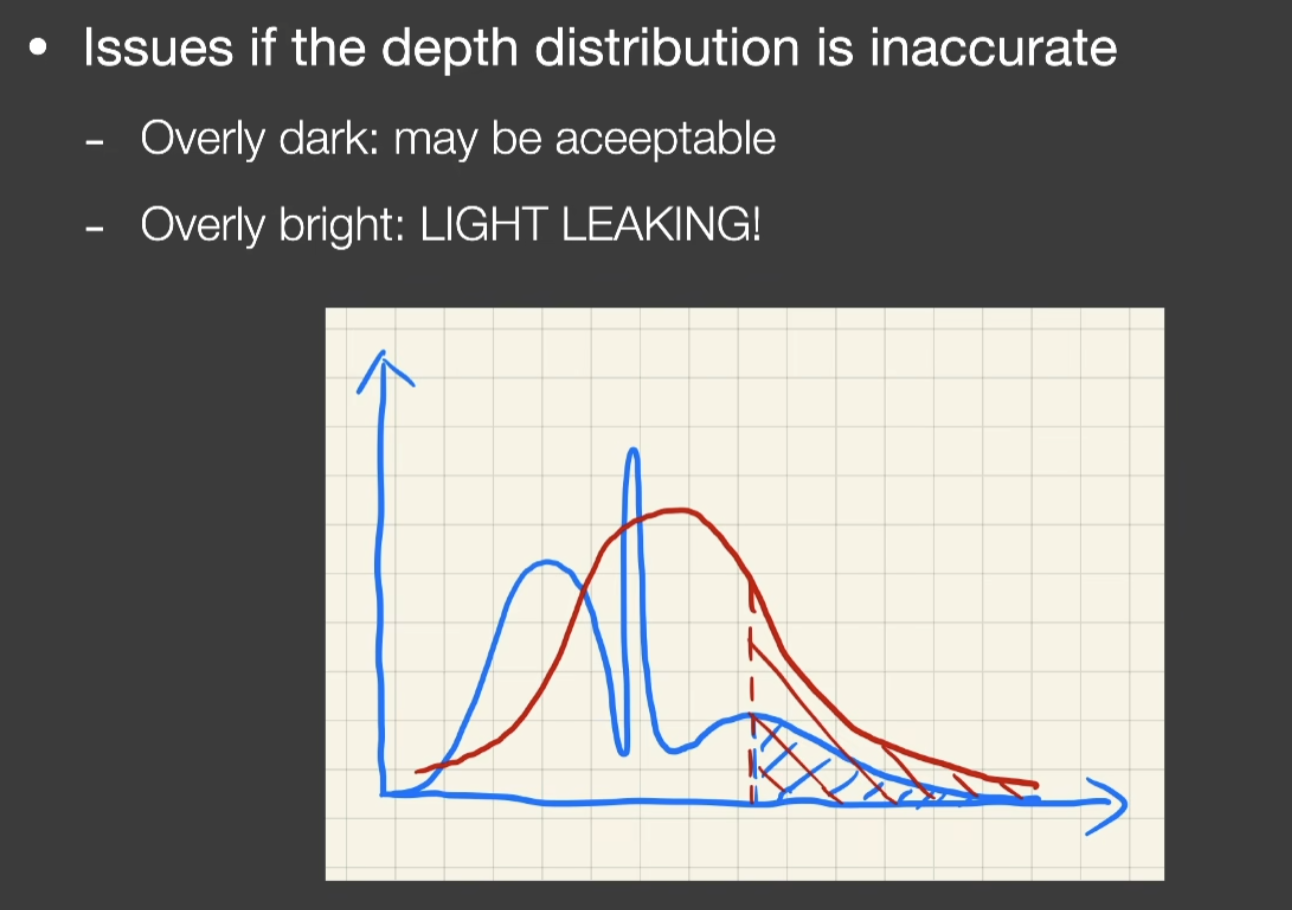 • Issues if the depth distribution is inaccurate
- Overly dark: may be aceeptable
- Overly bright: LIGHT LEAKING!